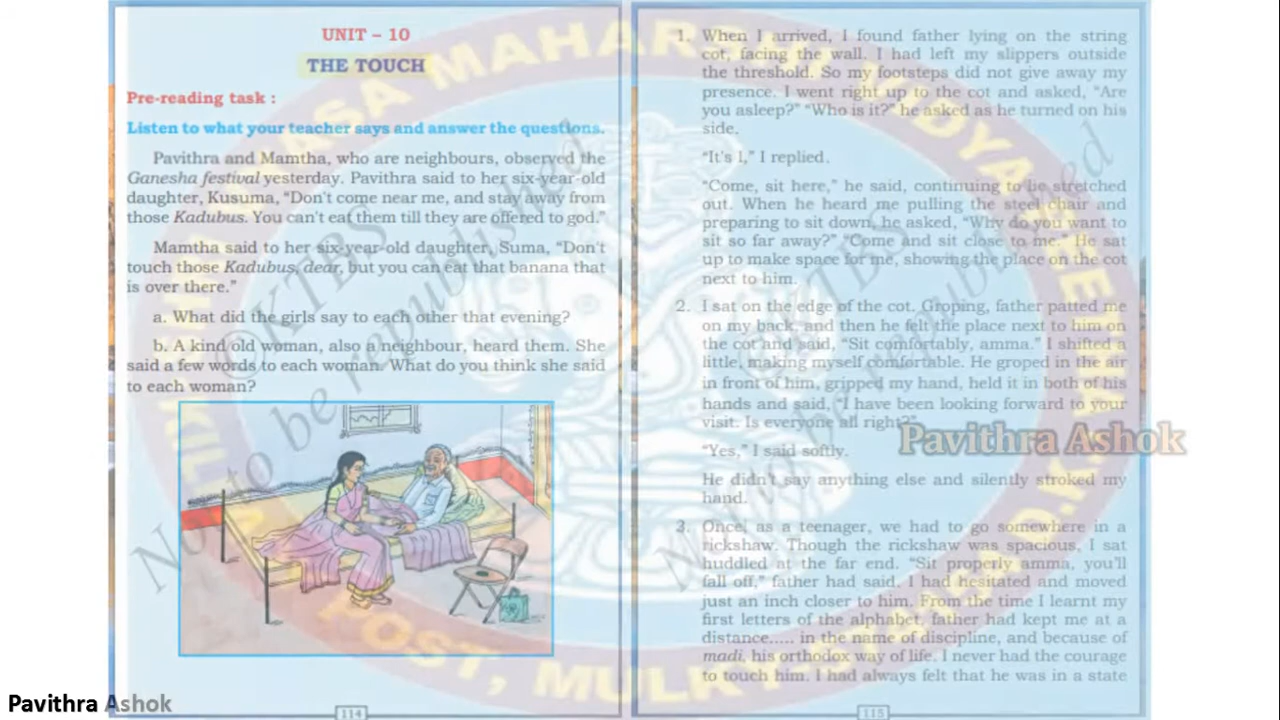 UNIT – 10
THE TOUCH
Pre-reading task :
Listen to what your teacher says and answer the questions.
Pavithra and Mamtha, who are neighbours, observed the
Ganesha festival yesterday. Pavithra said to her six-year-old
daughter, Kusuma, “Don't come near me, and stay away from
those Kadubus. You can't eat them till they are offered to god.”
Mamtha said to her six-year-old daughter, Suma, “Don't
touch those Kadubus, dear, but you can eat that banana that
is over there.”
a. What did the girls say to each other that evening?
b. A kind old woman, also a neighbour, heard them. She
said a few words to each woman. What do you think she said
to each woman?
114
1. When I arrived, I found father lying on the string
cot, facing the wall. I had left my slippers outside
the threshold. So my footsteps did not give away my
presence. I went right up to the cot and asked, “Are
you asleep?” “Who is it?” he asked as he turned on his
side.
“It's I,” I replied.
“Come, sit here,” he said, continuing to lie stretched
out. When he heard me pulling the steel chair and
preparing to sit down, he asked, “Why do you want to
sit so far away?” “Come and sit close to me.” He sat
up to make space for me, showing the place on the cot
next to him.
2. I sat on the edge of the cot. Groping, father patted me
on my back, and then he felt the place next to him on
the cot and said, “Sit comfortably, amma.” I shifted a
little, making myself comfortable. He groped in the air
in front of him, gripped my hand, held it in both of his
hands and said, “I have been looking forward to your
visit. Is everyone all right?”
“Yes,” I said softly.
He didn't say anything else and silently stroked my
hand.
3. Once, as a teenager, we had to go somewhere in a
rickshaw. Though the rickshaw was spacious, I sat
huddled at the far end. “Sit properly amma, you'll
fall off,” father had said. I had hesitated and moved
just an inch closer to him. From the time I learnt my
first letters of the alphabet, father had kept me at a
distance..... in the name of discipline, and because of
madi, his orthodox way of life. I never had the courage
to touch him. I had always felt that he was in a state
115
©KTBS
Not to be republished
©KTBS
Not to be republished
Pavithra Ashok
Pavithra Ashok